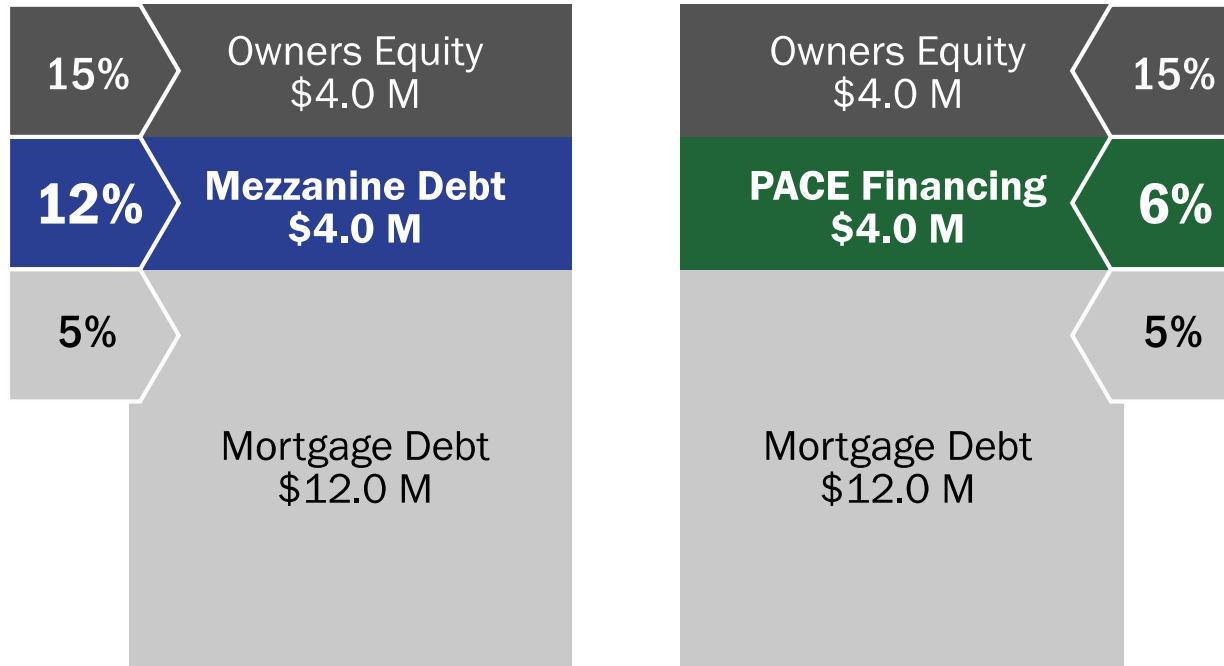 15%
Owners Equity
$4.0 M
12%
Mezzanine Debt
$4.0 M
5%
Mortgage Debt
$12.0 M
Owners Equity
$4.0 M
15%
PACE Financing
$4.0 M
6%
5%
Mortgage Debt
$12.0 M